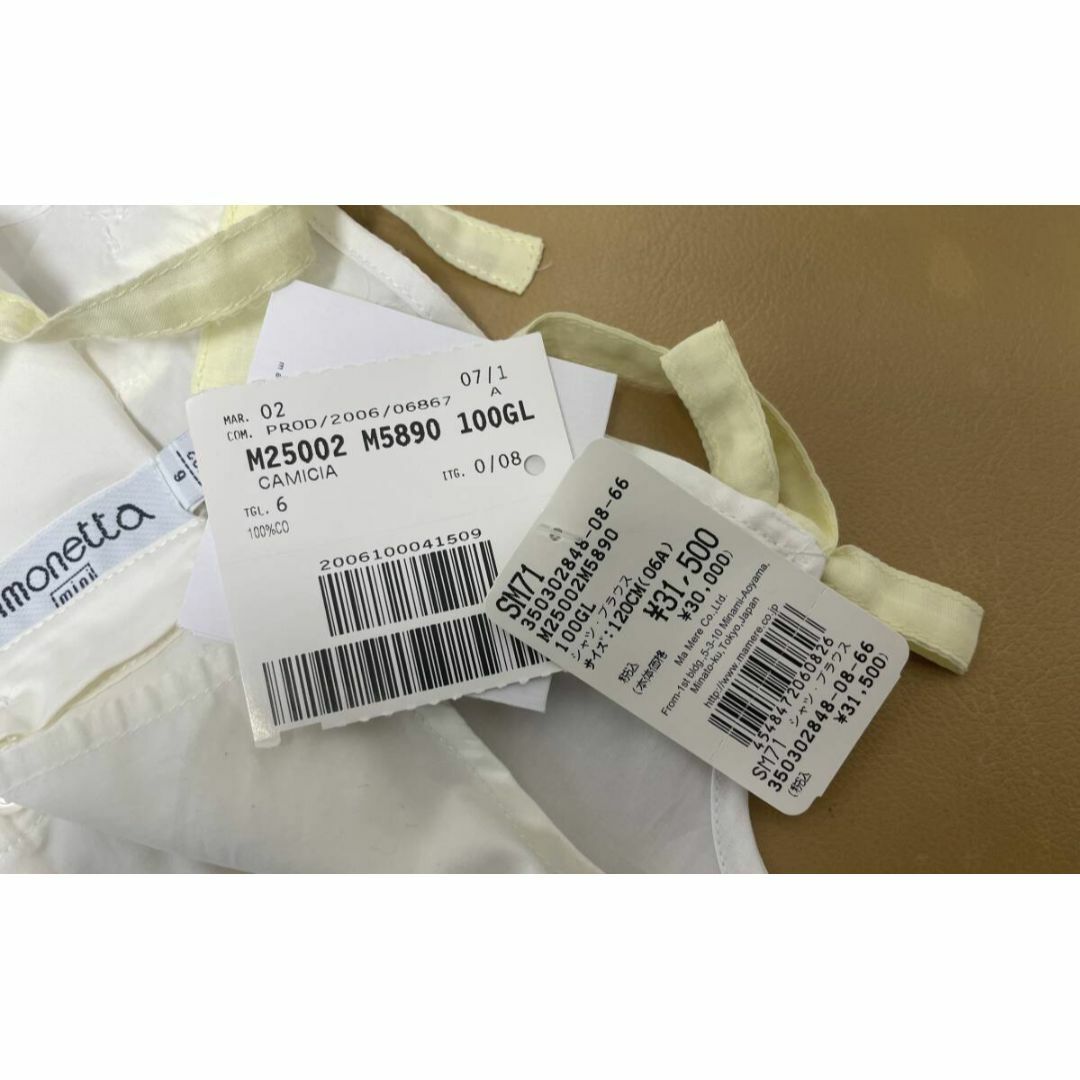 MAR. 02
07/1
COM. PROD/2006/06867 A
M25002 M5890 100GL
CAMICIA
ITG. 0/08
TGL. 6
100%CO
2006100041509
monetta
mini
6
SM71
350302848-08-66
M25002M5890
100GL
シャツ・ブラウス
サイズ:120CM(06A)
税込 ¥31,500
(本体価格 ¥30,000)
Ma Mere Co.,Ltd.
From-1st bldg.,5-3-10 Minami-Aoyama,
Minato-ku,Tokyo,Japan
http://www.mamere.co.jp
4548472060826
SM71 シャツ・ブラウス
350302848-08-66
(税込 ¥31,500)